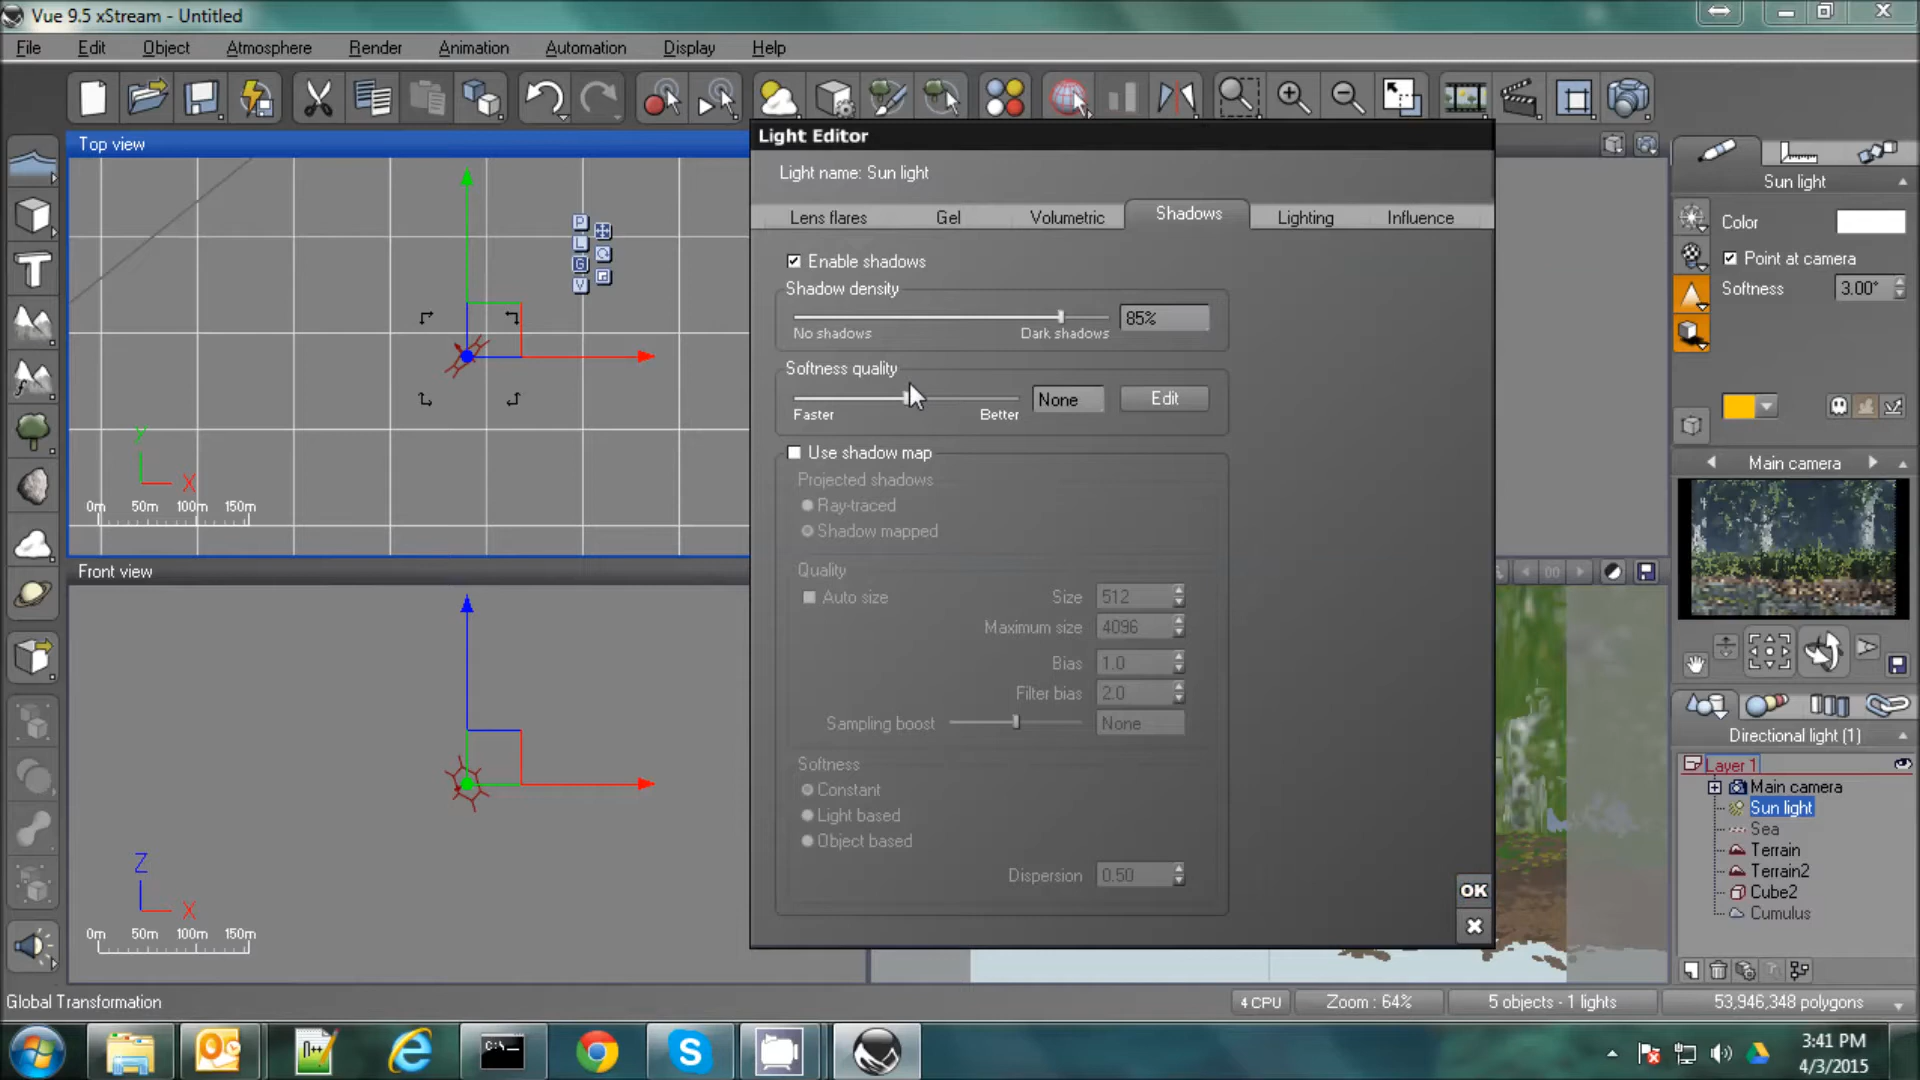 Vue 9.5 xStream - Untitled
File Edit Object Atmosphere Render Animation Automation Display Help
Top view
Light Editor
Light name: Sun light
Lens flares Gel Volumetric Shadows Lighting Influence
Enable shadows
Shadow density
No shadows Dark shadows 85%
Softness quality
Faster Better None Edit
Use shadow map
Projected shadows
Ray-traced
Shadow mapped
Quality
Auto size Size 512
Maximum size 4096
Bias 1.0
Filter bias 2.0
Sampling boost None
Softness
Constant
Light based
Object based
Dispersion 0.50
OK
P
L
G
V
Y
X
0m 50m 100m 150m
Front view
Z
X
0m 50m 100m 150m
Sun light
Color
Point at camera
Softness 3.00°
Main camera
00
Directional light (1)
Layer 1
Main camera
Sun light
Sea
Terrain
Terrain2
Cube2
Cumulus
Global Transformation 4 CPU Zoom : 64% 5 objects - 1 lights 53,946,348 polygons
3:41 PM
4/3/2015